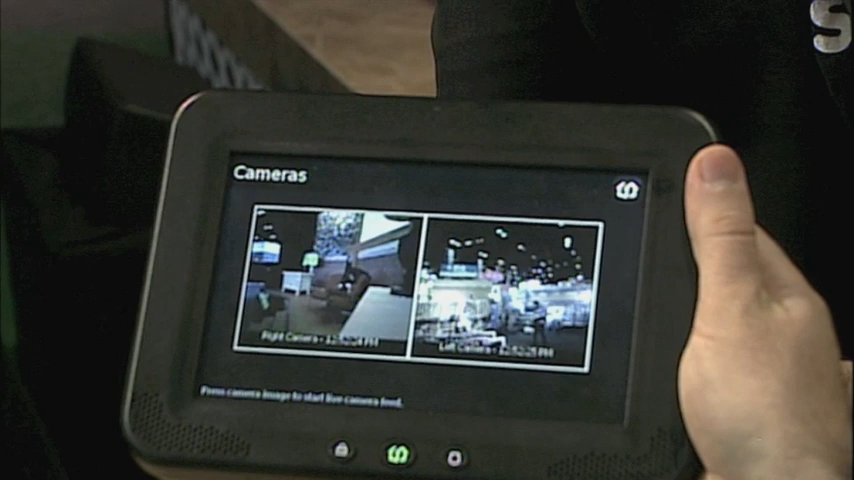 Cameras
Right Camera - 12:52:24 PM
Left Camera - 12:52:25 PM
Press camera image to start live camera feed.
S